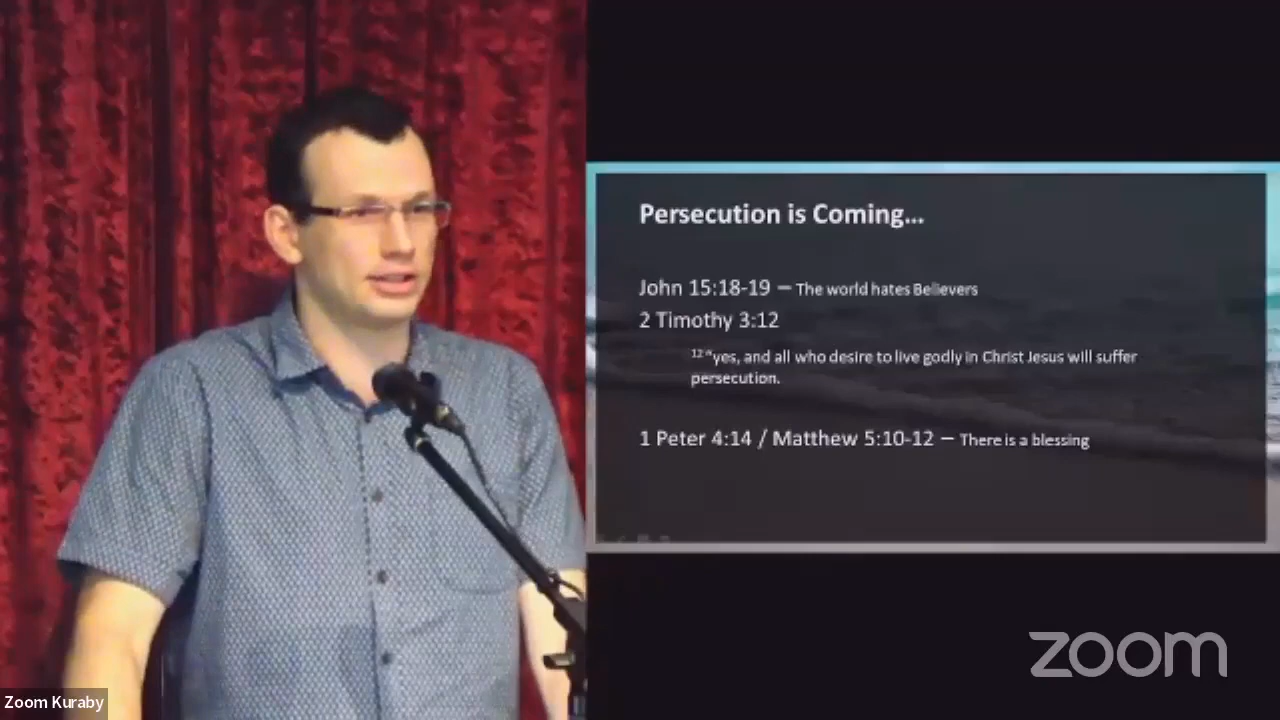 Persecution is Coming...
John 15:18-19 – The world hates Believers
2 Timothy 3:12
12 "yes, and all who desire to live godly in Christ Jesus will suffer
persecution.
1 Peter 4:14 / Matthew 5:10-12 – There is a blessing
zoom
Zoom Kuraby